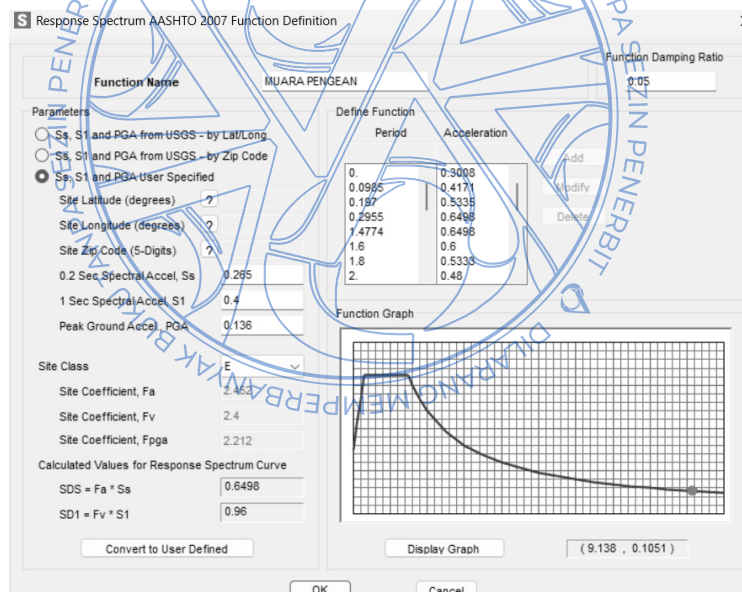 Response Spectrum AASHTO 2007 Function Definition
Function Damping Ratio
Function Name MUARA PENGEAN 0.05
Parameters
Ss, S1 and PGA from USGS - by Lat/Long
Ss, S1 and PGA from USGS - by Zip Code
Ss, S1 and PGA User Specified
Site Latitude (degrees) ?
Site Longitude (degrees) ?
Site Zip Code (5-Digits) ?
0.2 Sec Spectral Accel, Ss 0.265
1 Sec Spectral Accel, S1 0.4
Peak Ground Accel., PGA 0.136
Site Class E
Site Coefficient, Fa 2.452
Site Coefficient, Fv 2.4
Site Coefficient, Fpga 2.212
Calculated Values for Response Spectrum Curve
SDS = Fa * Ss 0.6498
SD1 = Fv * S1 0.96
Convert to User Defined
Define Function
Period Acceleration
0. 0.3008
0.0985 0.4171
0.197 0.5335
0.2955 0.6498
1.4774 0.6498
1.6 0.6
1.8 0.5333
2. 0.48
Add
Modify
Delete
Function Graph
Display Graph (9.138 , 0.1051)
OK Cancel
DILARANG MEMPERBANYAK BUKU
PA SEIZIN PENERBIT